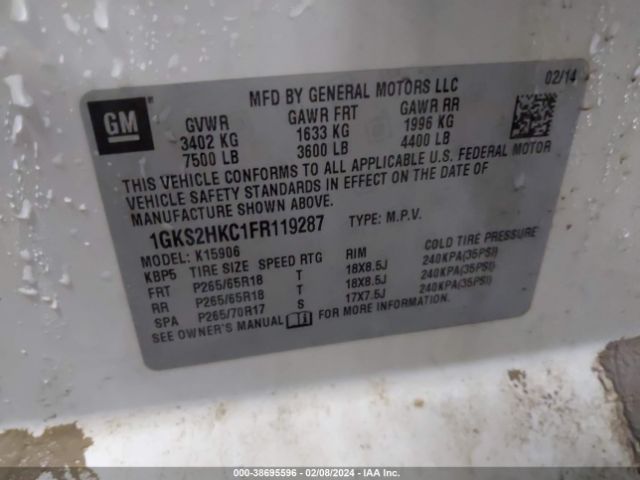 MFD BY GENERAL MOTORS LLC 02/14
GM
GVWR GAWR FRT GAWR RR
3402 KG 1633 KG 1996 KG
7500 LB 3600 LB 4400 LB
THIS VEHICLE CONFORMS TO ALL APPLICABLE U.S. FEDERAL MOTOR
VEHICLE SAFETY STANDARDS IN EFFECT ON THE DATE OF
MANUFACTURE SHOWN ABOVE.
1GKS2HKC1FR119287 TYPE: M.P.V.
MODEL: K15906
KBP5 TIRE SIZE SPEED RTG RIM COLD TIRE PRESSURE
FRT P265/65R18 T 18X8.5J 240KPA(35PSI)
RR P265/65R18 T 18X8.5J 240KPA(35PSI)
SPA P265/70R17 S 17X7.5J 240KPA(35PSI)
SEE OWNER'S MANUAL FOR MORE INFORMATION.
000-38695596 - 02/08/2024 - IAA Inc.